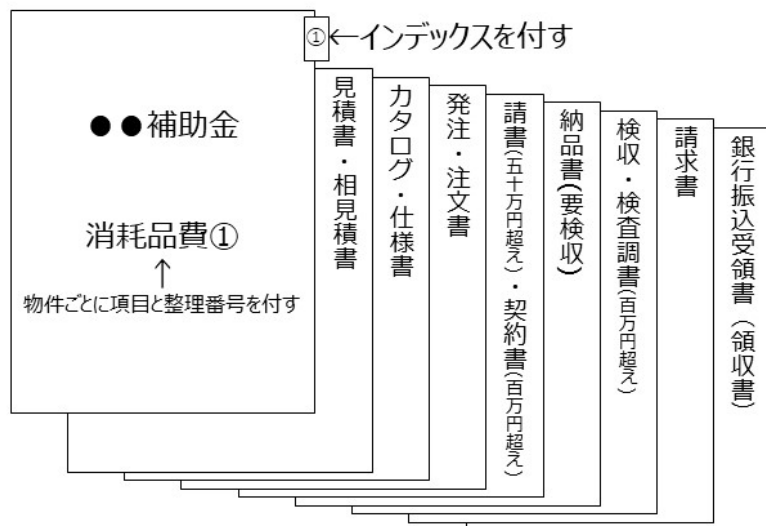 ①←インデックスを付す
●●補助金
消耗品費①
↑
物件ごとに項目と整理番号を付す
見積書・相見積書
カタログ・仕様書
発注・注文書
請書(五十万円超え)・契約書(百万円超え)
納品書(要検収)
検収・検査調書(百万円超え)
請求書
銀行振込受領書(領収書)